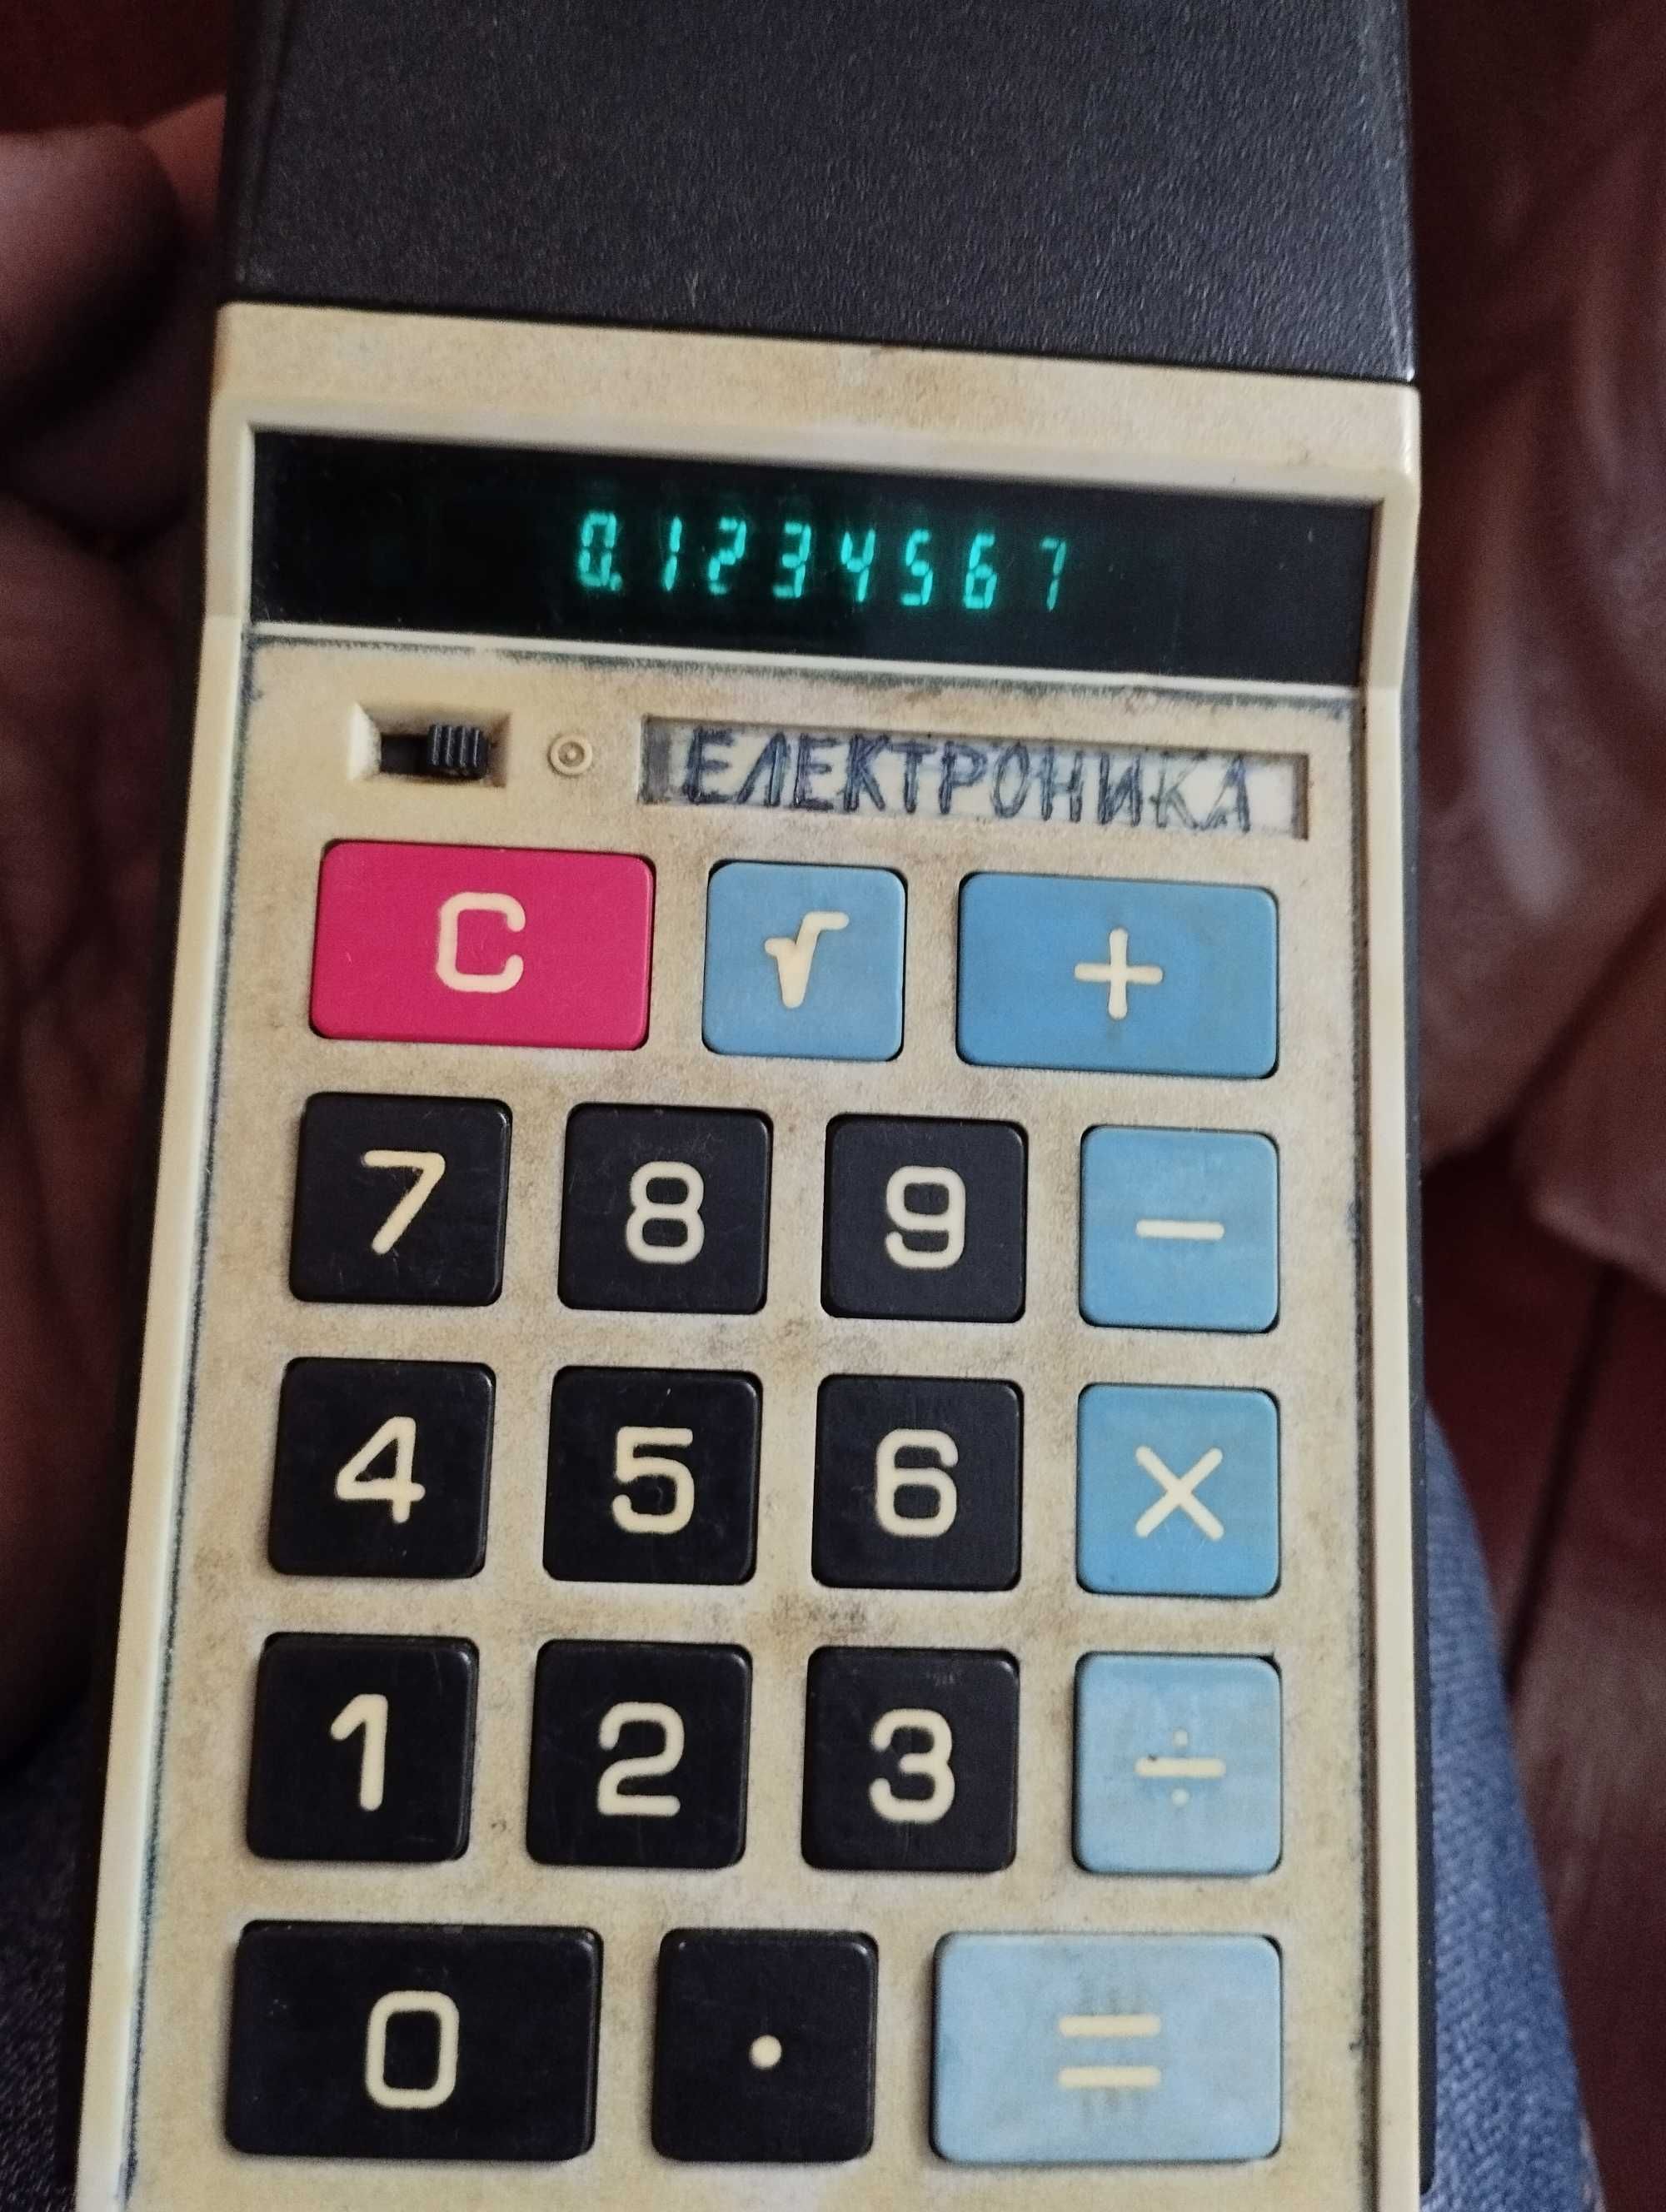 0.1234567
ЕЛЕКТРОНИКА
C √ +
7 8 9 −
4 5 6 ×
1 2 3 ÷
0 . =